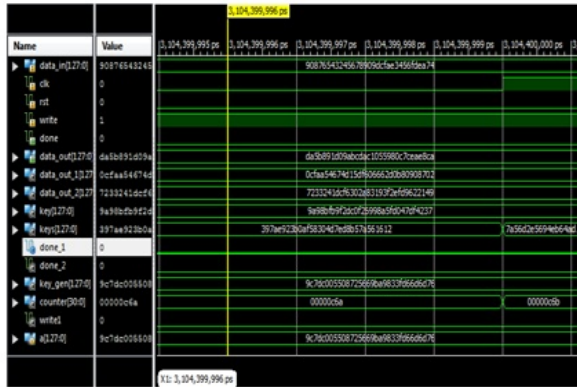 3,104,399,996 ps
Name Value 3,104,399,995 ps 3,104,399,996 ps 3,104,399,997 ps 3,104,399,998 ps 3,104,399,999 ps 3,104,400,000 ps
data_in[127:0] 90876543245 90876543245678909dcfae3456fdea74
clk 0
rst 0
write 1
done 0
data_out[127:0] da5b891d09a da5b891d09abcdac1055980c7ceae8ca
data_out_1[127 0cfaa54674d 0cfaa54674d15df606662d0b80908702
data_out_2[127 7233241dcf6 7233241dcf6302a83193f2efd9622149
key[127:0] 9a98bfb9f2d 9a98bfb9f2dc0f25998a5fd047df4237
keys[127:0] 397ae923b0a 397ae923b0af58304d7ed8b57a561612 7a56d2e5694eb64ad
done_1 0
done_2 0
key_gen[127:0] 9c7dc005508 9c7dc005508725669ba9833fd66d6d76
counter[30:0] 00000c6a 00000c6a 00000c6b
write1 0
a[127:0] 9c7dc005508 9c7dc005508725669ba9833fd66d6d76
X1: 3,104,399,996 ps